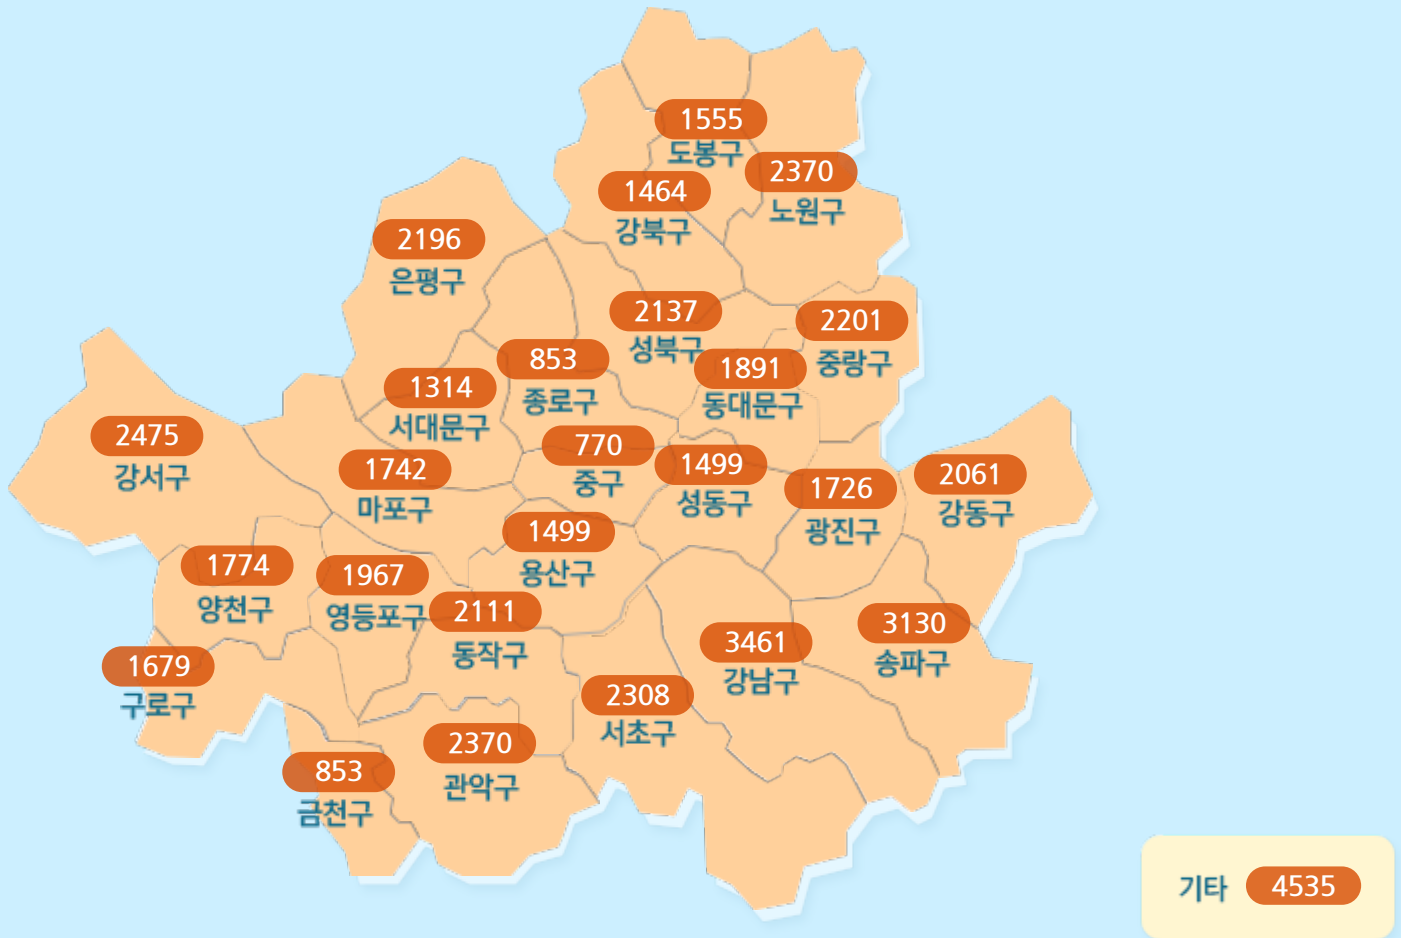 1555
도봉구
2370
노원구
1464
강북구
2196
은평구
2137
성북구
2201
중랑구
853
종로구
1891
동대문구
1314
서대문구
2475
강서구
770
중구
1499
성동구
1742
마포구
2061
강동구
1726
광진구
1499
용산구
1774
양천구
1967
영등포구
2111
동작구
3130
송파구
3461
강남구
1679
구로구
2308
서초구
2370
관악구
853
금천구
기타 4535